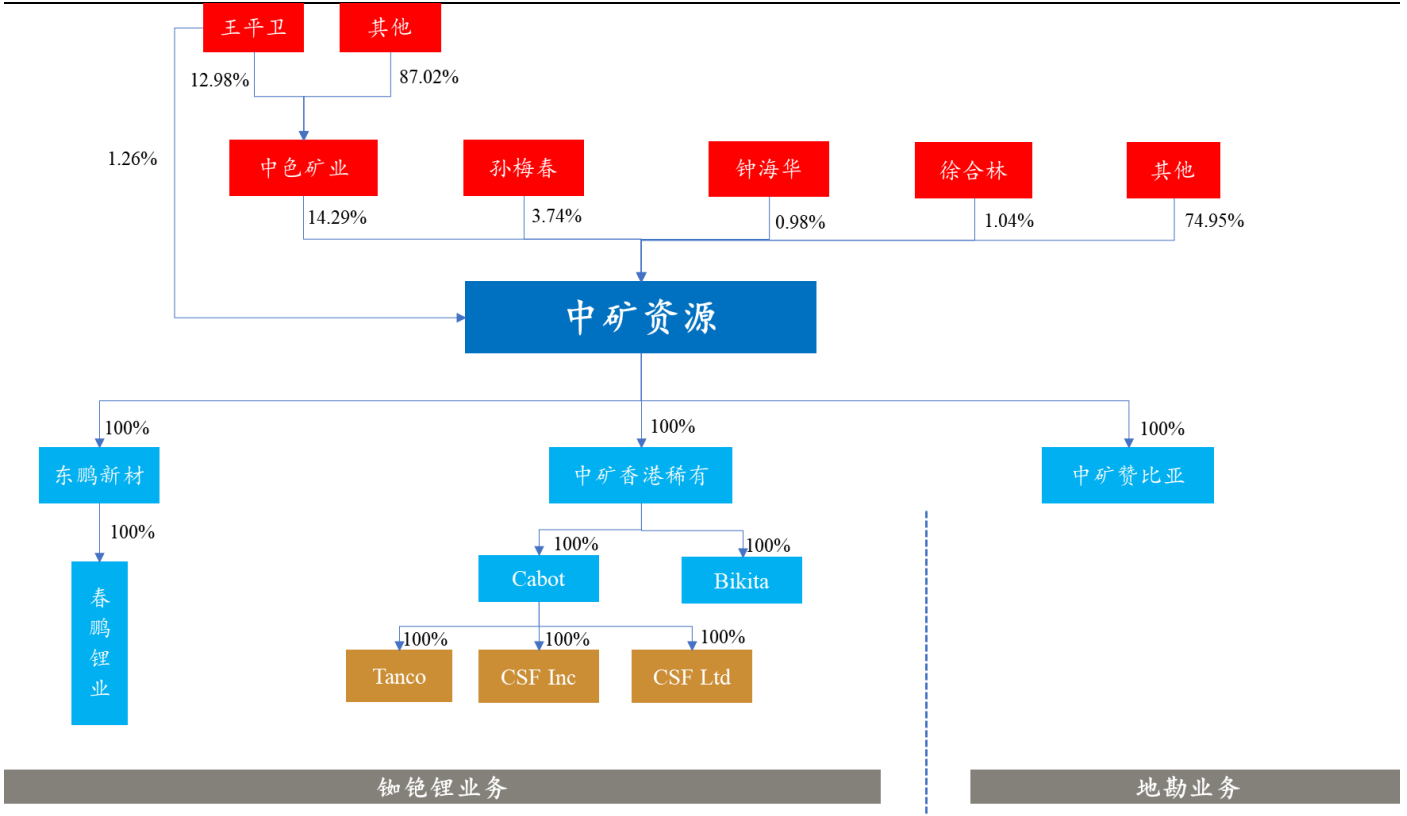 王平卫
其他
12.98%
87.02%
1.26%
中色矿业
孙梅春
钟海华
徐合林
其他
14.29%
3.74%
0.98%
1.04%
74.95%
中矿资源
100%
100%
100%
东鹏新材
中矿香港稀有
中矿赞比亚
100%
100%
100%
春鹏锂业
Cabot
Bikita
100%
100%
100%
Tanco
CSF Inc
CSF Ltd
铷铯锂业务
地勘业务